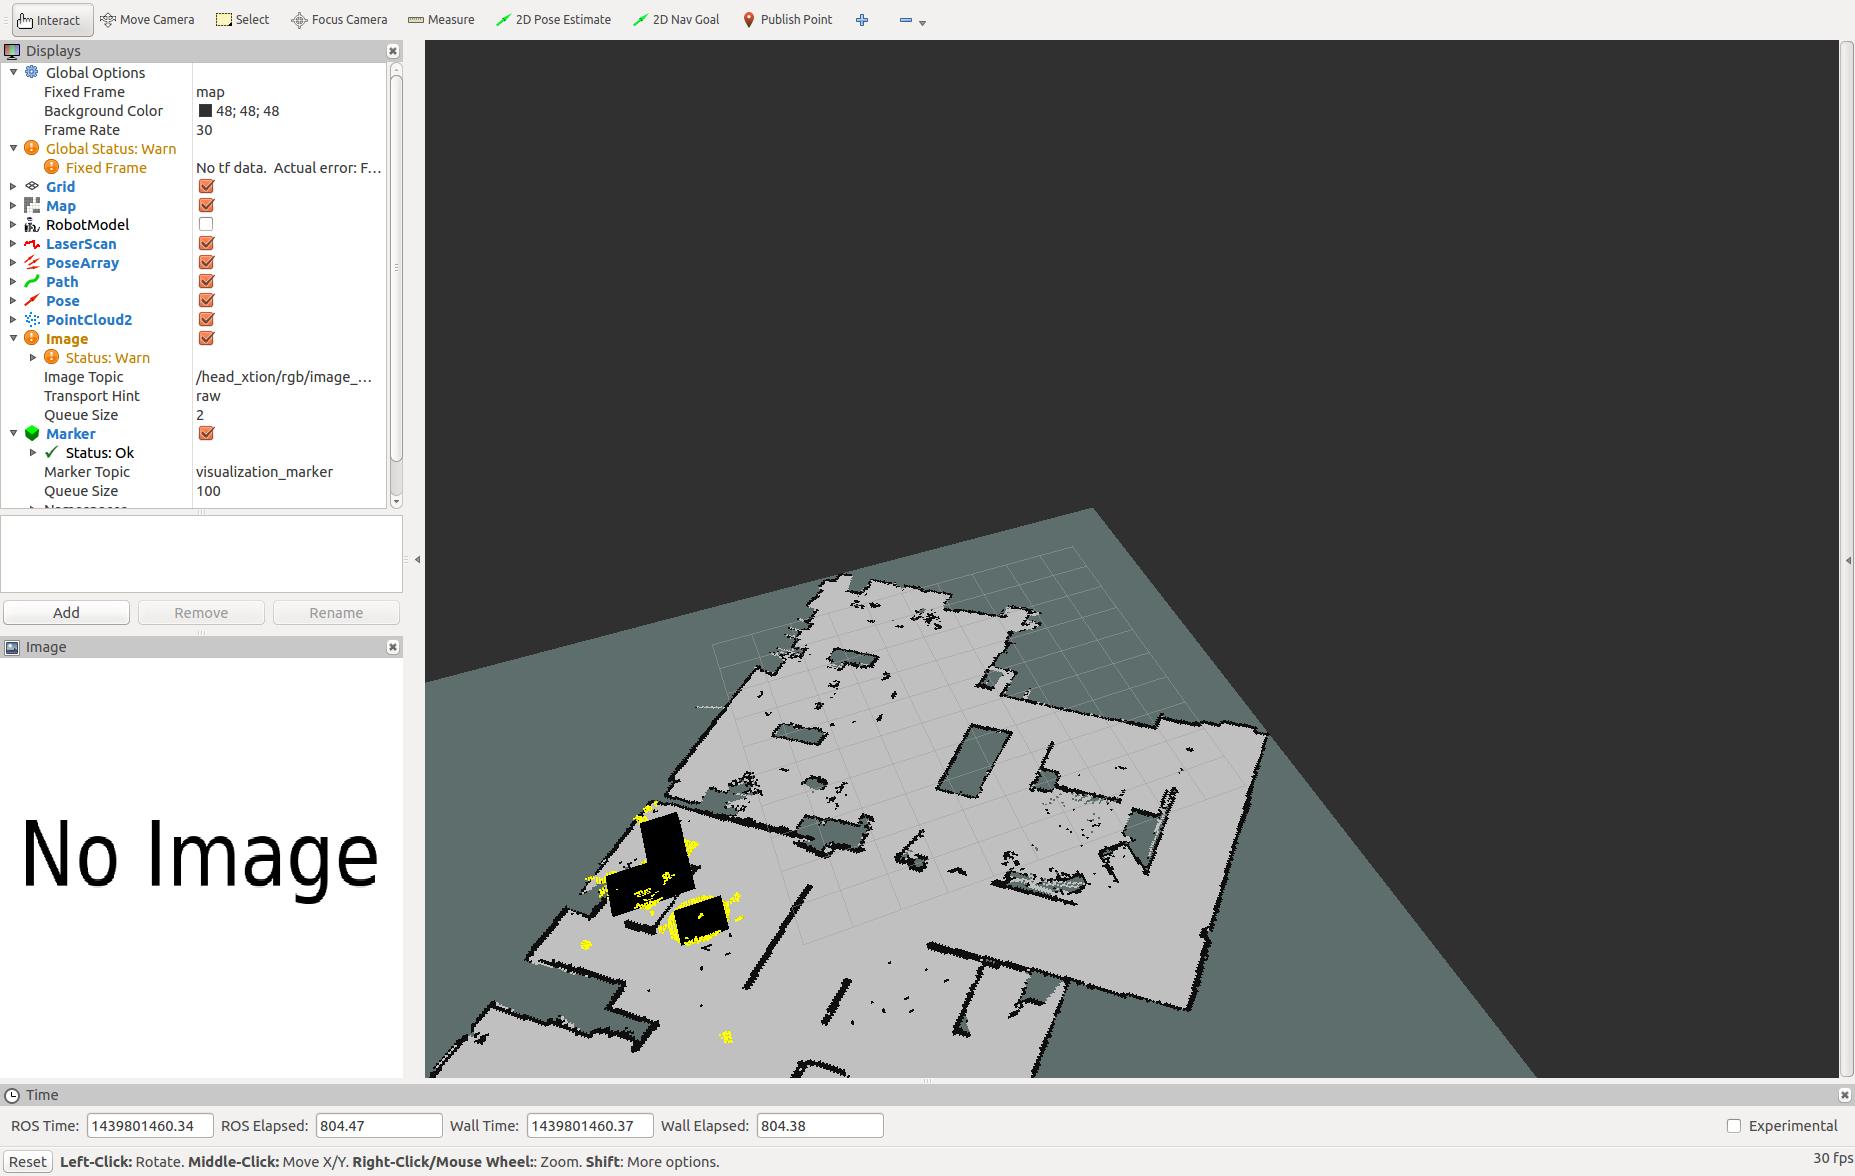 Interact Move Camera Select Focus Camera Measure 2D Pose Estimate 2D Nav Goal Publish Point
Displays
Global Options
Fixed Frame map
Background Color 48; 48; 48
Frame Rate 30
Global Status: Warn
Fixed Frame No tf data. Actual error: F...
Grid
Map
RobotModel
LaserScan
PoseArray
Path
Pose
PointCloud2
Image
Status: Warn
Image Topic /head_xtion/rgb/image_...
Transport Hint raw
Queue Size 2
Marker
Status: Ok
Marker Topic visualization_marker
Queue Size 100
Add Remove Rename
Image
No Image
Time
ROS Time: 1439801460.34 ROS Elapsed: 804.47 Wall Time: 1439801460.37 Wall Elapsed: 804.38 Experimental
Reset Left-Click: Rotate. Middle-Click: Move X/Y. Right-Click/Mouse Wheel:: Zoom. Shift: More options. 30 fps